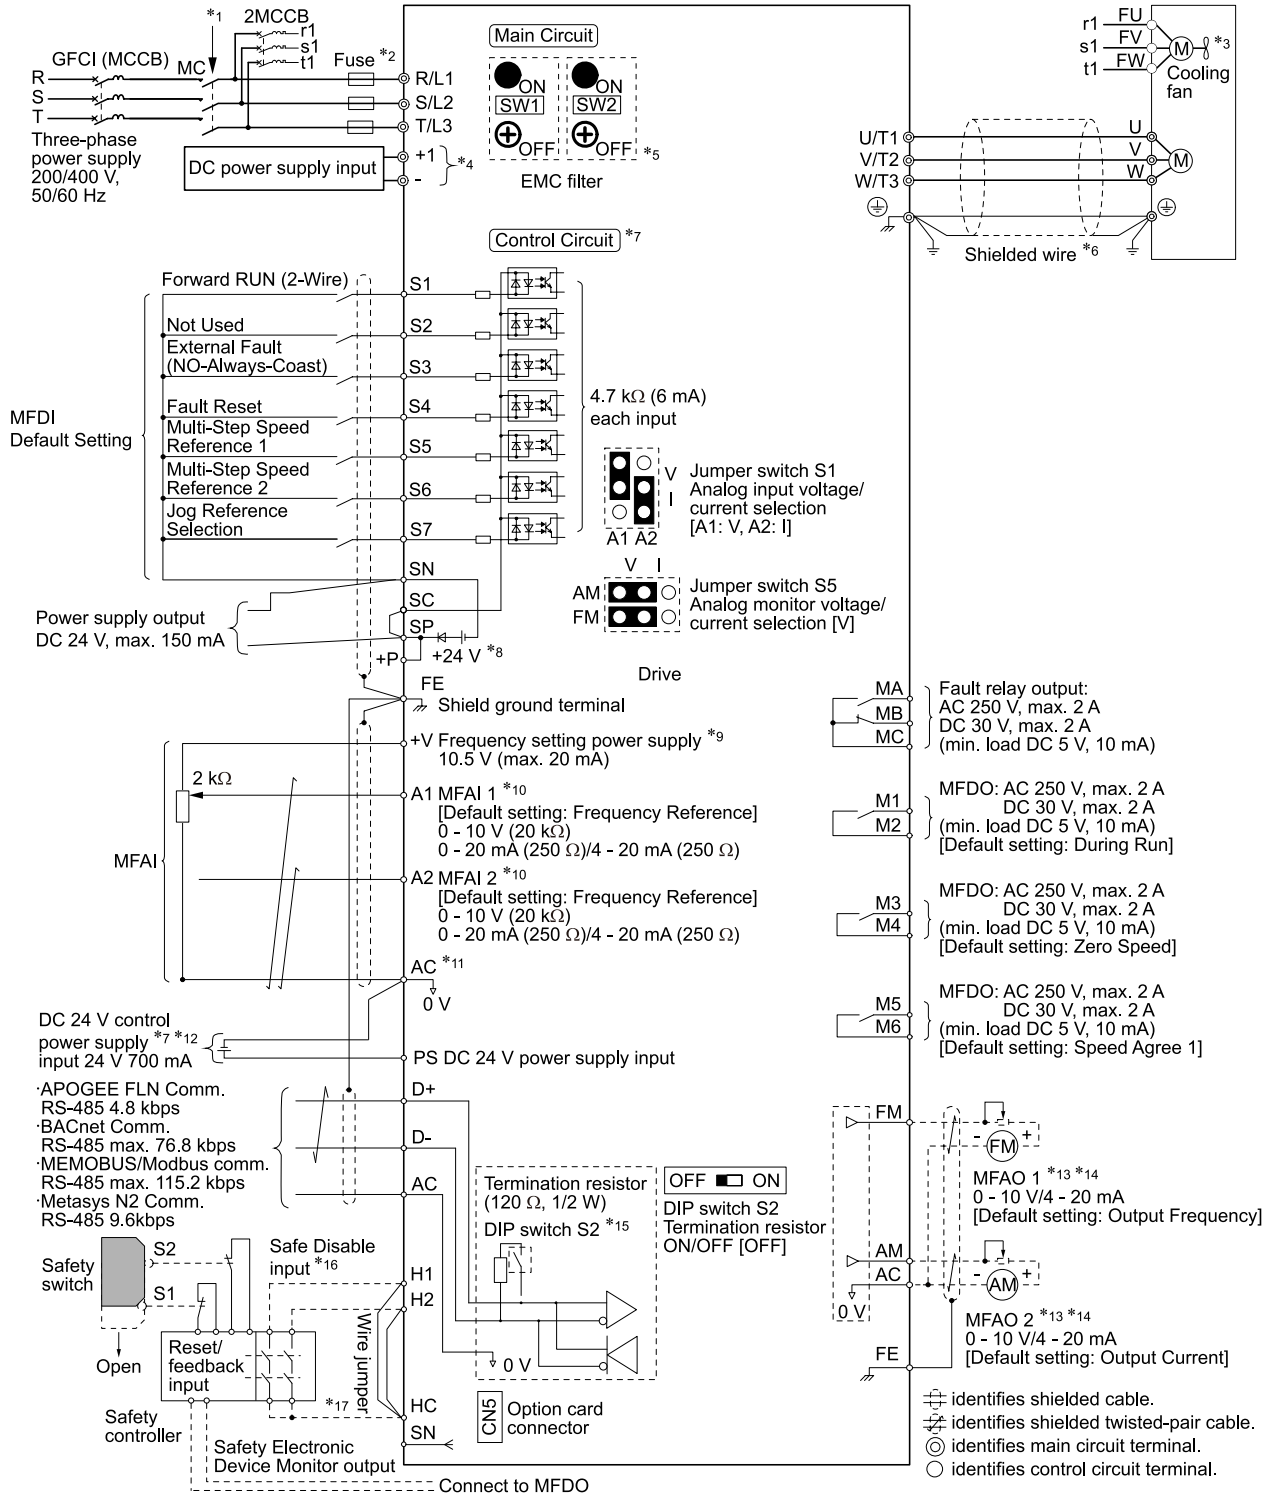 *1
2MCCB
r1
s1
t1
GFCI (MCCB)
MC
Fuse *2
R
S
T
R/L1
S/L2
T/L3
Three-phase
power supply
200/400 V,
50/60 Hz
DC power supply input
+1
-
*4
Main Circuit
ON
SW1
OFF
ON
SW2
OFF
*5
EMC filter
r1
s1
t1
FU
FV
FW
M
*3
Cooling
fan
U/T1
V/T2
W/T3
U
V
W
M
Shielded wire *6
Control Circuit *7
MFDI
Default Setting
Forward RUN (2-Wire)
S1
Not Used
S2
External Fault
(NO-Always-Coast)
S3
Fault Reset
S4
Multi-Step Speed
Reference 1
S5
Multi-Step Speed
Reference 2
S6
Jog Reference
Selection
S7
4.7 kΩ (6 mA)
each input
V
I
A1 A2
Jumper switch S1
Analog input voltage/
current selection
[A1: V, A2: I]
V I
AM
FM
Jumper switch S5
Analog monitor voltage/
current selection [V]
SN
SC
SP
+P
+24 V *8
Power supply output
DC 24 V, max. 150 mA
Drive
FE
Shield ground terminal
MFAI
2 kΩ
+V Frequency setting power supply *9
10.5 V (max. 20 mA)
A1 MFAI 1 *10
[Default setting: Frequency Reference]
0 - 10 V (20 kΩ)
0 - 20 mA (250 Ω)/4 - 20 mA (250 Ω)
A2 MFAI 2 *10
[Default setting: Frequency Reference]
0 - 10 V (20 kΩ)
0 - 20 mA (250 Ω)/4 - 20 mA (250 Ω)
AC *11
0 V
MA
MB
MC
Fault relay output:
AC 250 V, max. 2 A
DC 30 V, max. 2 A
(min. load DC 5 V, 10 mA)
M1
M2
MFDO: AC 250 V, max. 2 A
DC 30 V, max. 2 A
(min. load DC 5 V, 10 mA)
[Default setting: During Run]
M3
M4
MFDO: AC 250 V, max. 2 A
DC 30 V, max. 2 A
(min. load DC 5 V, 10 mA)
[Default setting: Zero Speed]
M5
M6
MFDO: AC 250 V, max. 2 A
DC 30 V, max. 2 A
(min. load DC 5 V, 10 mA)
[Default setting: Speed Agree 1]
DC 24 V control
power supply *7 *12
input 24 V 700 mA
PS DC 24 V power supply input
·APOGEE FLN Comm.
RS-485 4.8 kbps
·BACnet Comm.
RS-485 max. 76.8 kbps
·MEMOBUS/Modbus comm.
RS-485 max. 115.2 kbps
·Metasys N2 Comm.
RS-485 9.6kbps
D+
D-
AC
Termination resistor
(120 Ω, 1/2 W)
DIP switch S2 *15
0 V
OFF ON
DIP switch S2
Termination resistor
ON/OFF [OFF]
FM
- +
FM
MFAO 1 *13 *14
0 - 10 V/4 - 20 mA
[Default setting: Output Frequency]
AM
AC
0 V
- +
AM
MFAO 2 *13 *14
0 - 10 V/4 - 20 mA
[Default setting: Output Current]
FE
Safety
switch
S2
S1
Open
Safe Disable
input *16
H1
H2
Wire jumper
HC
SN
Reset/
feedback
input
*17
Safety
controller
Safety Electronic
Device Monitor output
Connect to MFDO
CN5
Option card
connector
identifies shielded cable.
identifies shielded twisted-pair cable.
identifies main circuit terminal.
identifies control circuit terminal.